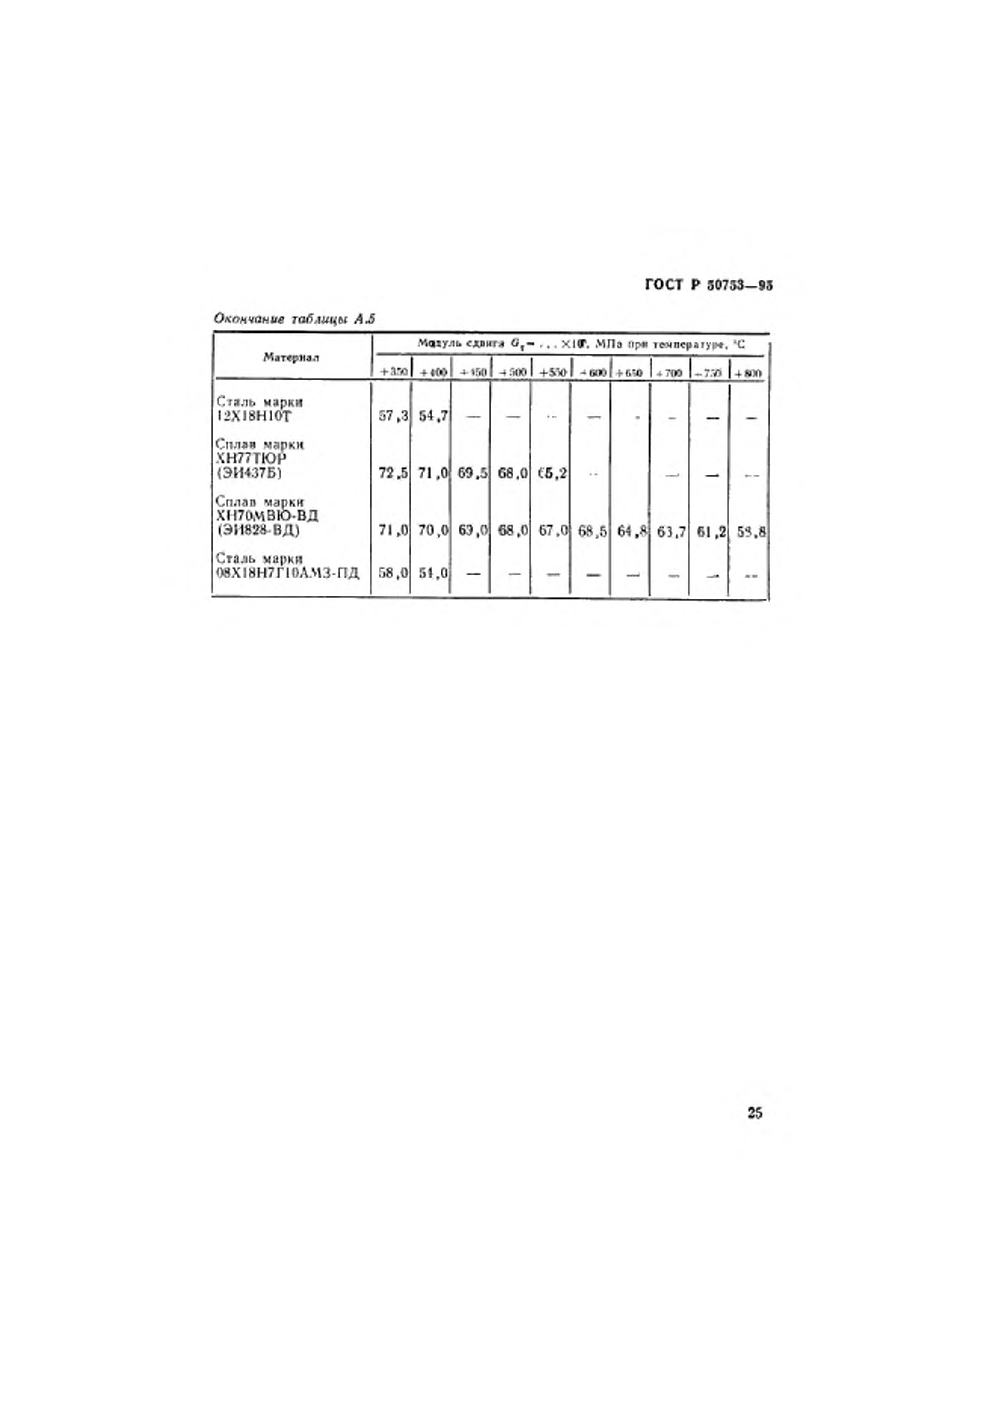 ГОСТ Р 50753—95
Окончание таблицы А.5
Материал
Модуль сдвига Gт= ...×10³, МПа при температуре, °С
+350 +400 +450 +500 +550 +600 +650 +700 +750 +800
Сталь марки
12Х18Н10Т 57,3 54,7 — — — — - — — —
Сплав марки
ХН77ТЮР
(ЭИ437Б) 72,5 71,0 69,5 68,0 65,2 — — — —
Сплав марки
ХН70МВЮ-ВД
(ЭИ828-ВД) 71,0 70,0 69,0 68,0 67,0 68,5 64,8 63,7 61,2 58,8
Сталь марки
08Х18Н7Г10АМ3-ПД 58,0 54,0 — — — — — — — —
25